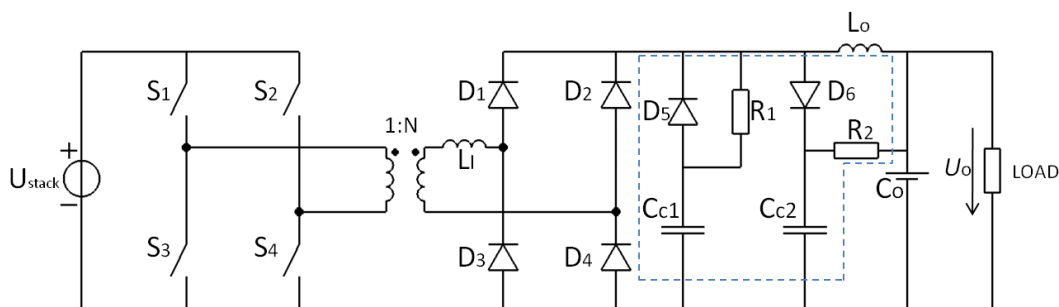 Lo
S1
S2
D1
D2
D5
R1
D6
1:N
Ll
R2
+
Ustack
−
Cc1
Cc2
Co
Uo
LOAD
S3
S4
D3
D4